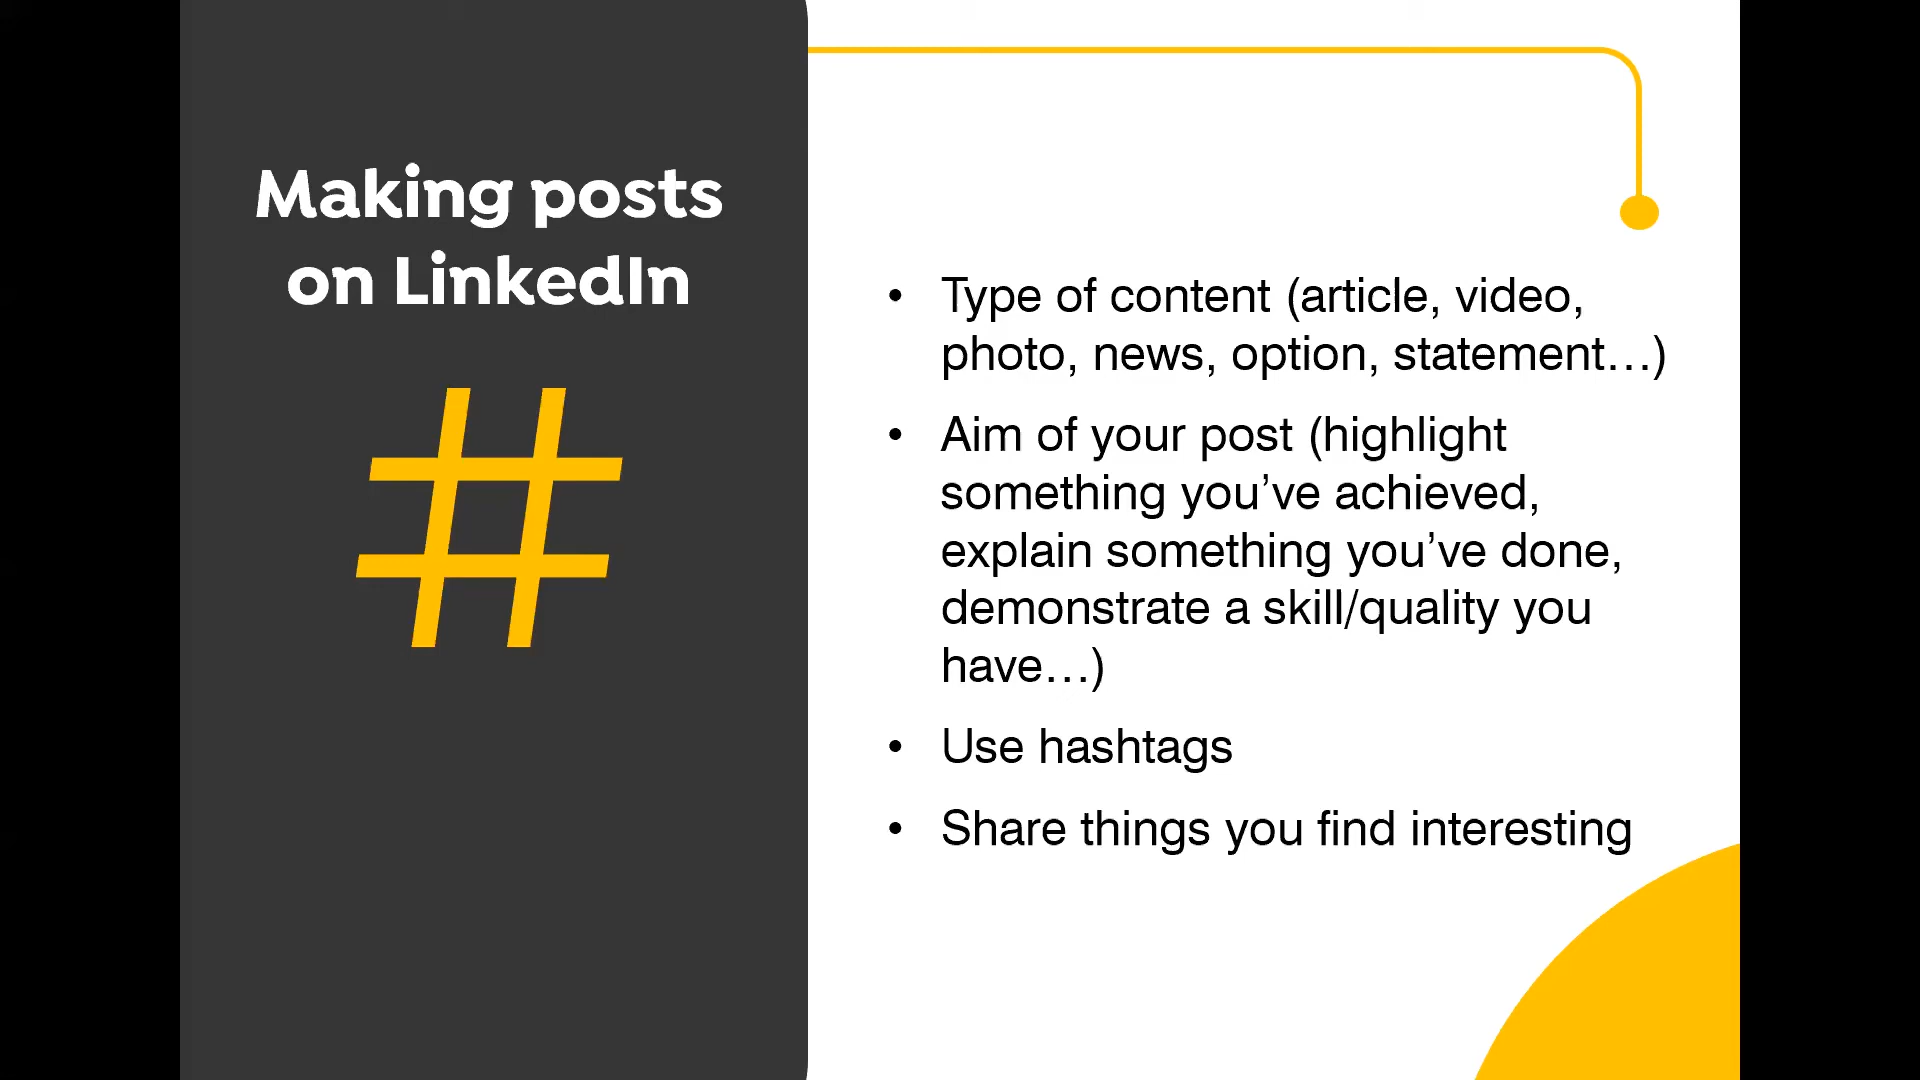 Making posts
on LinkedIn
#
• Type of content (article, video,
photo, news, option, statement…)
• Aim of your post (highlight
something you’ve achieved,
explain something you’ve done,
demonstrate a skill/quality you
have…)
• Use hashtags
• Share things you find interesting